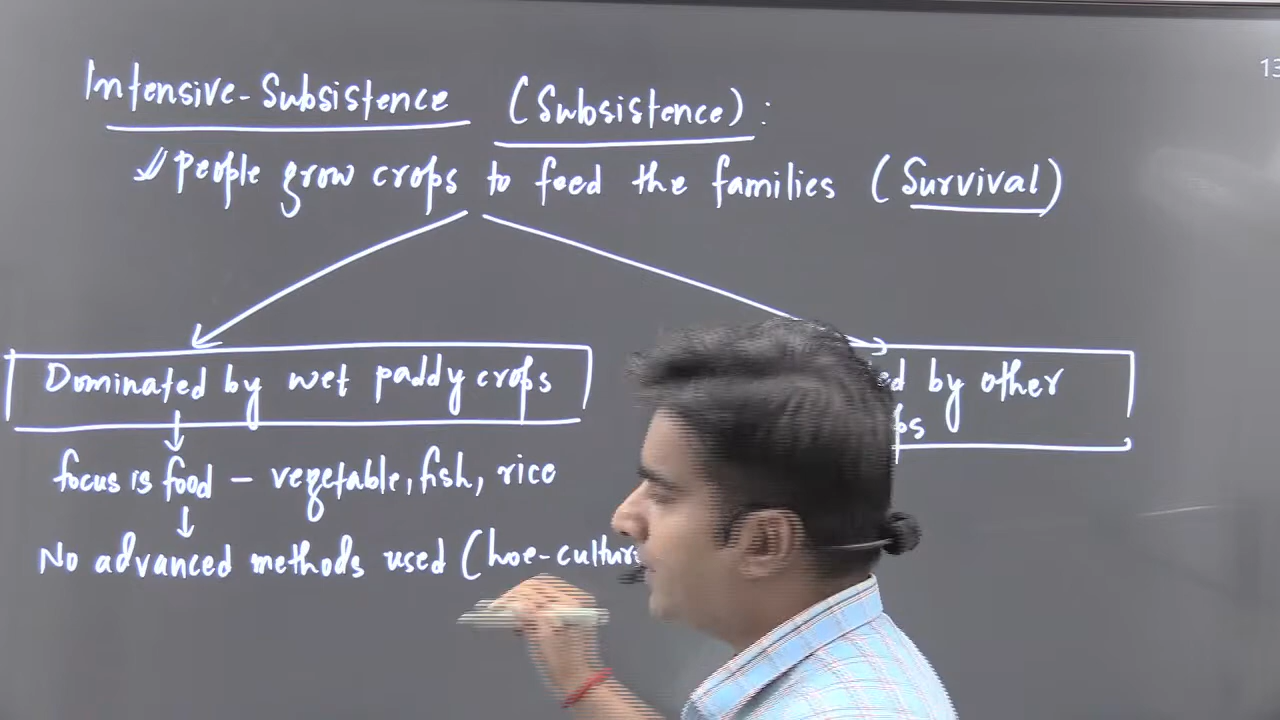 13
Intensive-Subsistence (Subsistence):
People grow crops to feed the families (Survival)
Dominated by wet paddy crops
by other
focus is food - vegetable, fish, rice
No advanced methods used (hoe-cultur